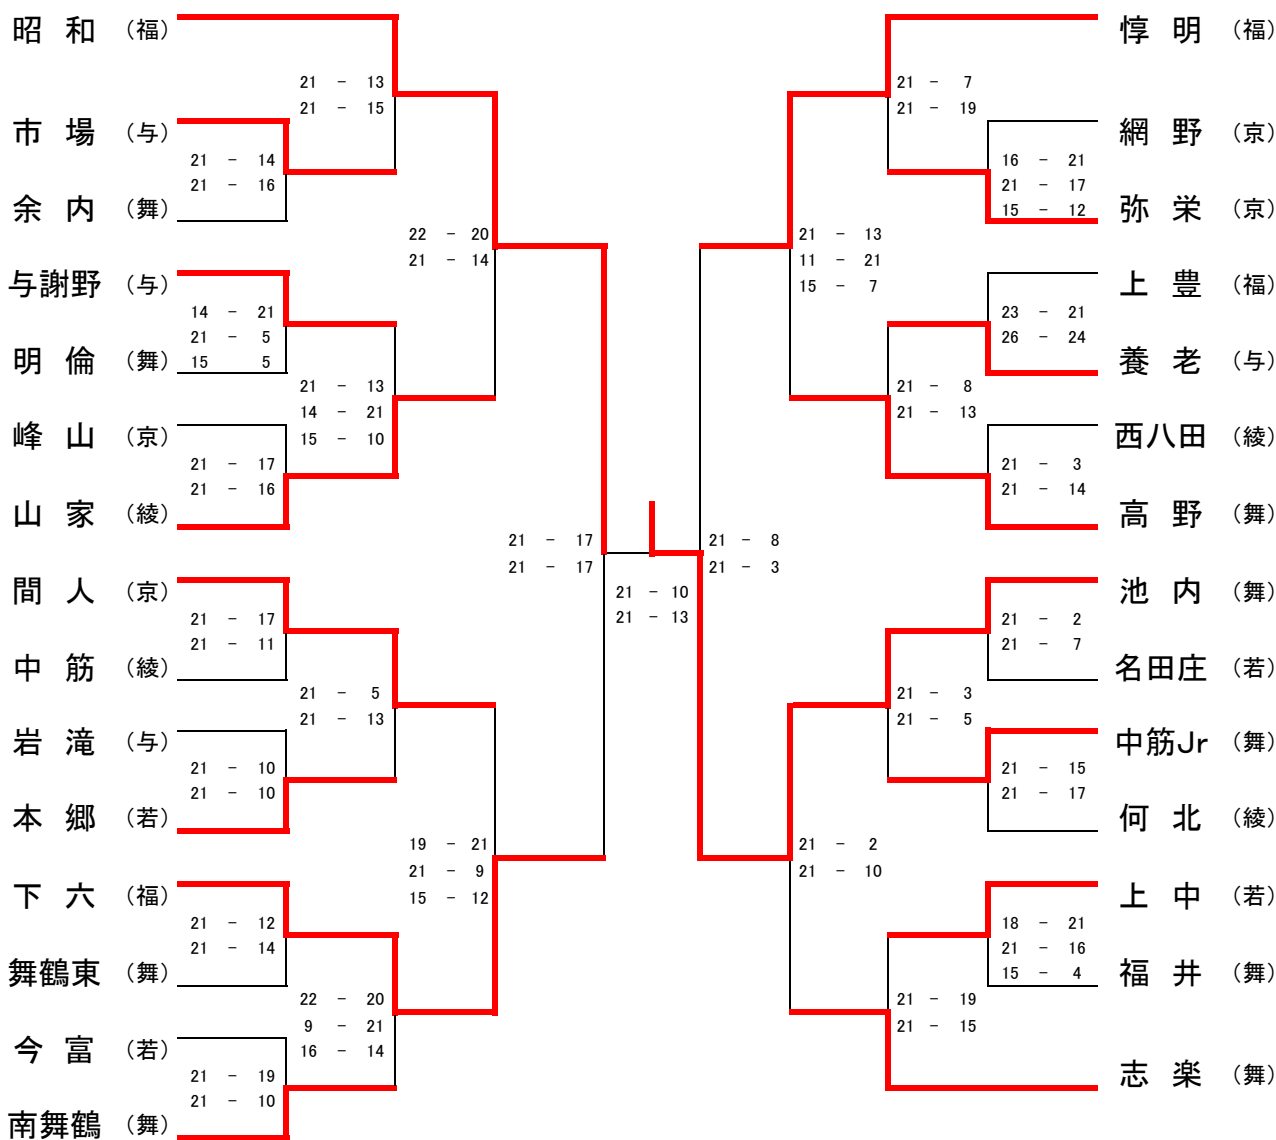 昭 和 (福)
21 － 13
21 － 15
市 場 (与)
21 － 14
21 － 16
余 内 (舞)
22 － 20
21 － 14
与謝野 (与)
14 － 21
21 － 5
15 5
明 倫 (舞)
21 － 13
14 － 21
15 － 10
峰 山 (京)
21 － 17
21 － 16
山 家 (綾)
21 － 17
21 － 17
間 人 (京)
21 － 17
21 － 11
中 筋 (綾)
21 － 5
21 － 13
岩 滝 (与)
21 － 10
21 － 10
本 郷 (若)
19 － 21
21 － 9
15 － 12
下 六 (福)
21 － 12
21 － 14
舞鶴東 (舞)
22 － 20
9 － 21
16 － 14
今 富 (若)
21 － 19
21 － 10
南舞鶴 (舞)
21 － 10
21 － 13
惇 明 (福)
21 － 7
21 － 19
網 野 (京)
16 － 21
21 － 17
15 － 12
弥 栄 (京)
21 － 13
11 － 21
15 － 7
上 豊 (福)
23 － 21
26 － 24
養 老 (与)
21 － 8
21 － 13
西八田 (綾)
21 － 3
21 － 14
高 野 (舞)
21 － 8
21 － 3
池 内 (舞)
21 － 2
21 － 7
名田庄 (若)
21 － 3
21 － 5
中筋Jr (舞)
21 － 15
21 － 17
何 北 (綾)
21 － 2
21 － 10
上 中 (若)
18 － 21
21 － 16
15 － 4
福 井 (舞)
21 － 19
21 － 15
志 楽 (舞)